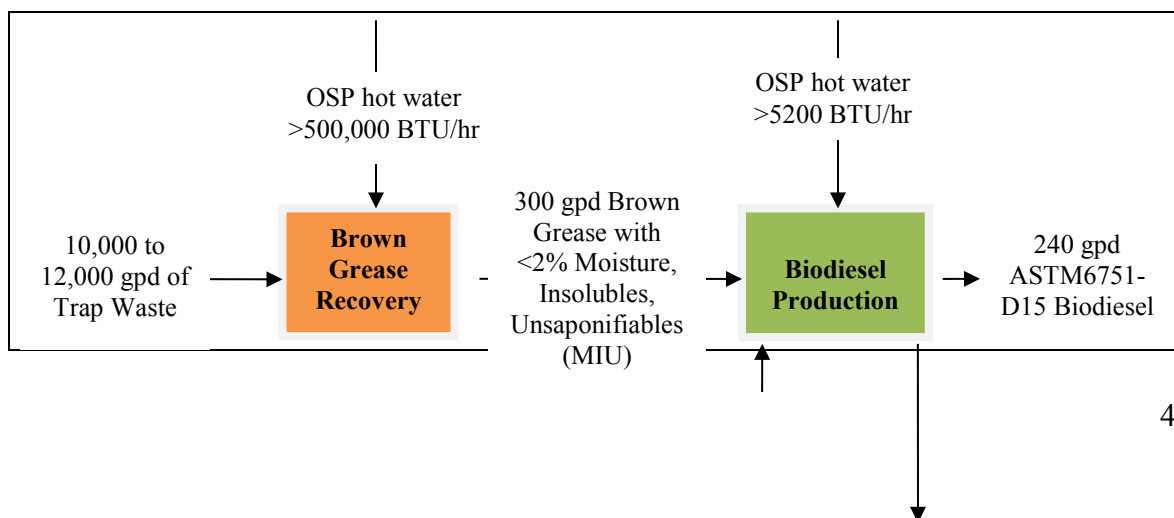 OSP hot water
>500,000 BTU/hr
OSP hot water
>5200 BTU/hr
10,000 to
12,000 gpd of
Trap Waste
Brown
Grease
Recovery
300 gpd Brown
Grease with
<2% Moisture,
Insolubles,
Unsaponifiables
(MIU)
Biodiesel
Production
240 gpd
ASTM6751-
D15 Biodiesel
4